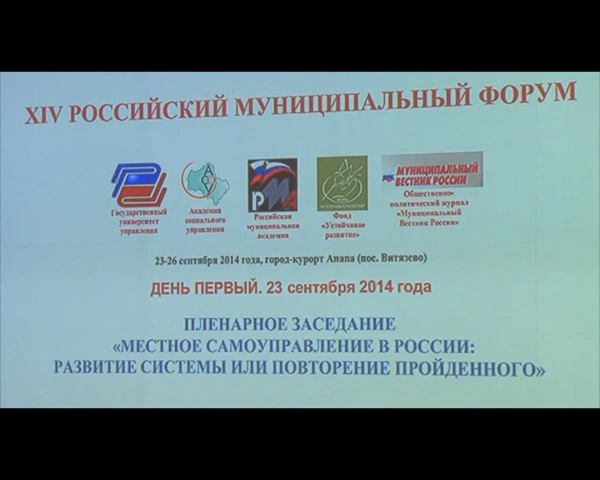 XIV РОССИЙСКИЙ МУНИЦИПАЛЬНЫЙ ФОРУМ
Государственный
университет
управления
Академия
социального
управления
РМА
Российская
муниципальная
академия
Фонд
«Устойчивое
развитие»
МУНИЦИПАЛЬНЫЙ
ВЕСТНИК РОССИИ
Общественно-
политический журнал
«Муниципальный
Вестник России»
23-26 сентября 2014 года, город-курорт Анапа (пос. Витязево)
ДЕНЬ ПЕРВЫЙ. 23 сентября 2014 года
ПЛЕНАРНОЕ ЗАСЕДАНИЕ
«МЕСТНОЕ САМОУПРАВЛЕНИЕ В РОССИИ:
РАЗВИТИЕ СИСТЕМЫ ИЛИ ПОВТОРЕНИЕ ПРОЙДЕННОГО»